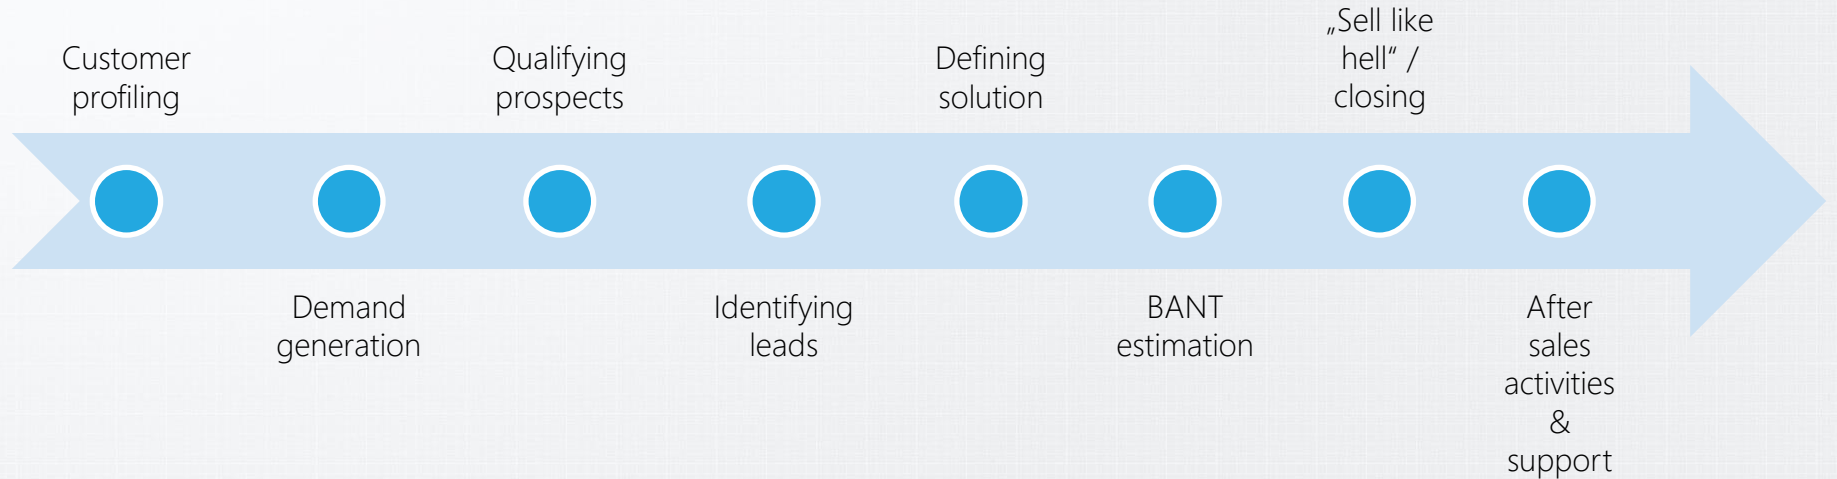 Customer
profiling
Demand
generation
Qualifying
prospects
Identifying
leads
Defining
solution
BANT
estimation
„Sell like
hell“ /
closing
After
sales
activities
&
support